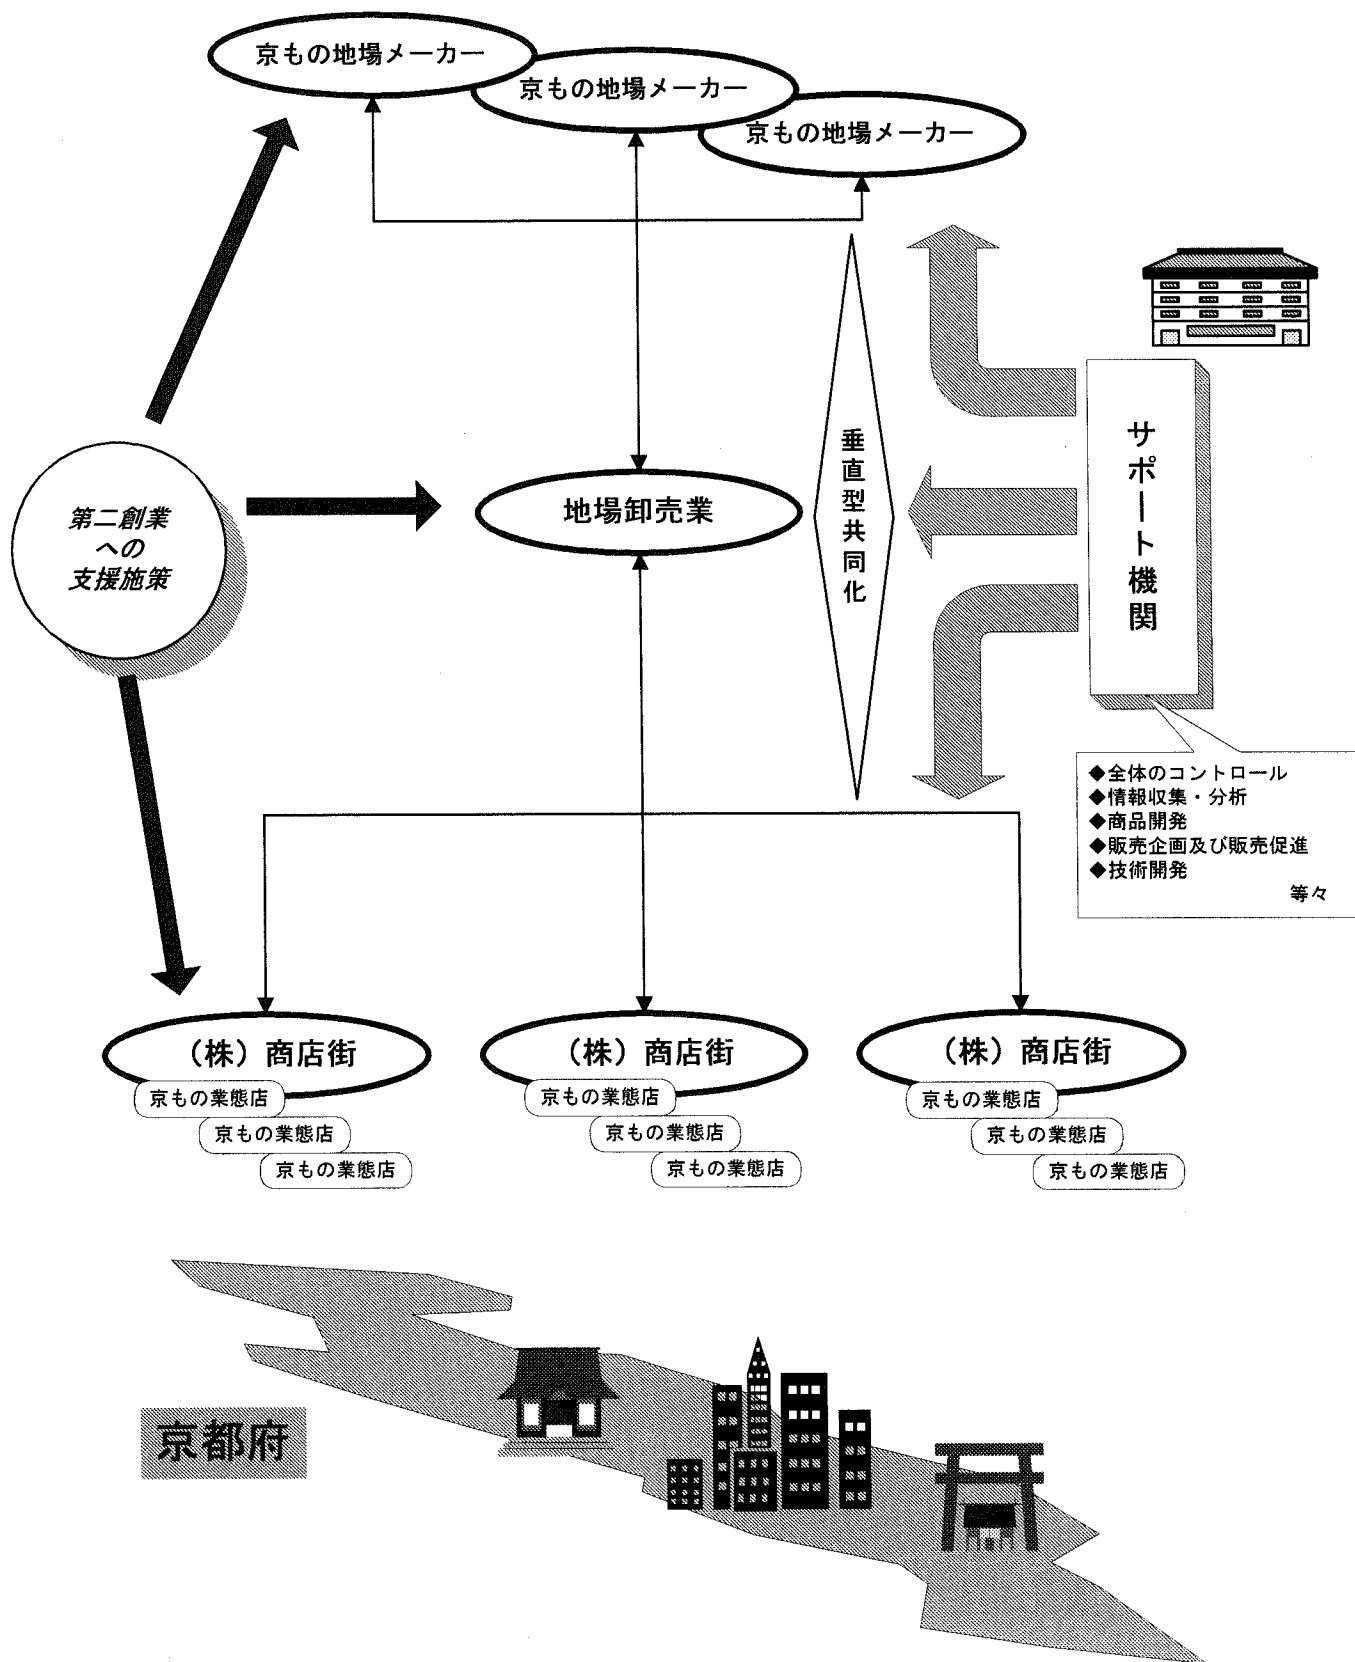 京もの地場メーカー
京もの地場メーカー
京もの地場メーカー
サポート機関
垂直型共同化
第二創業
への
支援施策
地場卸売業
◆全体のコントロール
◆情報収集・分析
◆商品開発
◆販売企画及び販売促進
◆技術開発
等々
(株)商店街
京もの業態店
京もの業態店
京もの業態店
(株)商店街
京もの業態店
京もの業態店
京もの業態店
(株)商店街
京もの業態店
京もの業態店
京もの業態店
京都府